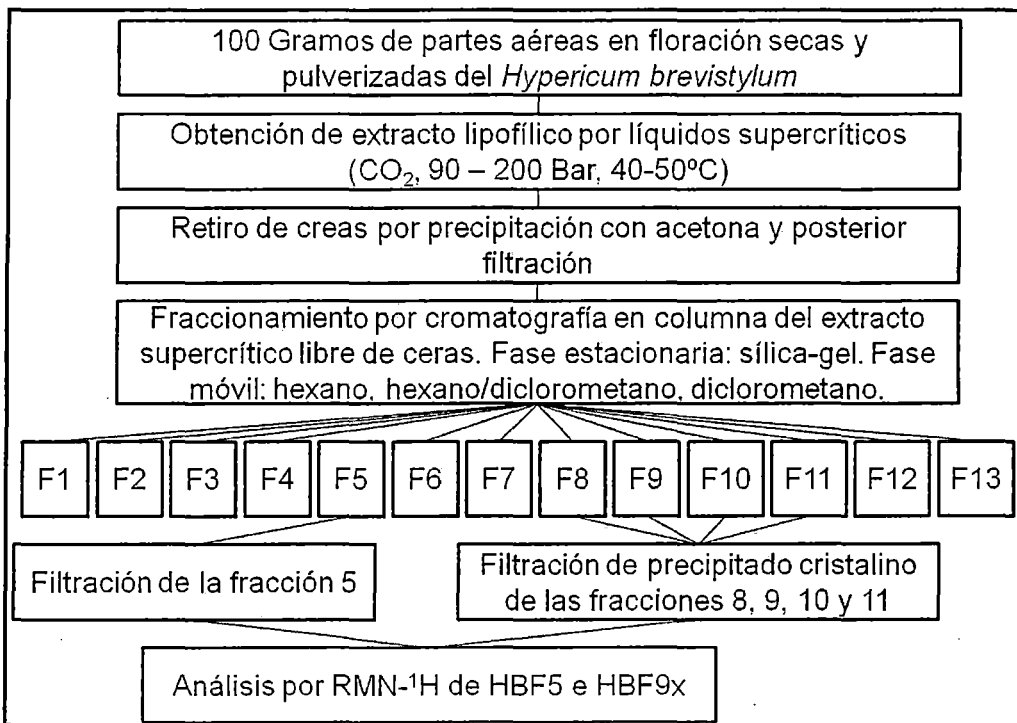 100 Gramos de partes aéreas en floración secas y
pulverizadas del Hypericum brevistylum
Obtención de extracto lipofílico por líquidos supercríticos
(CO₂, 90 – 200 Bar, 40-50ºC)
Retiro de creas por precipitación con acetona y posterior
filtración
Fraccionamiento por cromatografía en columna del extracto
supercrítico libre de ceras. Fase estacionaria: sílica-gel. Fase
móvil: hexano, hexano/diclorometano, diclorometano.
F1 F2 F3 F4 F5 F6 F7 F8 F9 F10 F11 F12 F13
Filtración de la fracción 5
Filtración de precipitado cristalino
de las fracciones 8, 9, 10 y 11
Análisis por RMN-¹H de HBF5 e HBF9x